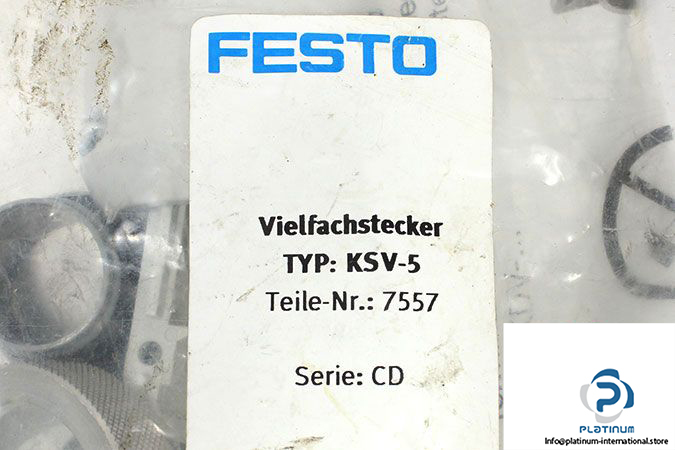 FESTO
Vielfachstecker
TYP: KSV-5
Teile-Nr.: 7557
Serie: CD
PLATINUM
info@platinum-international.store